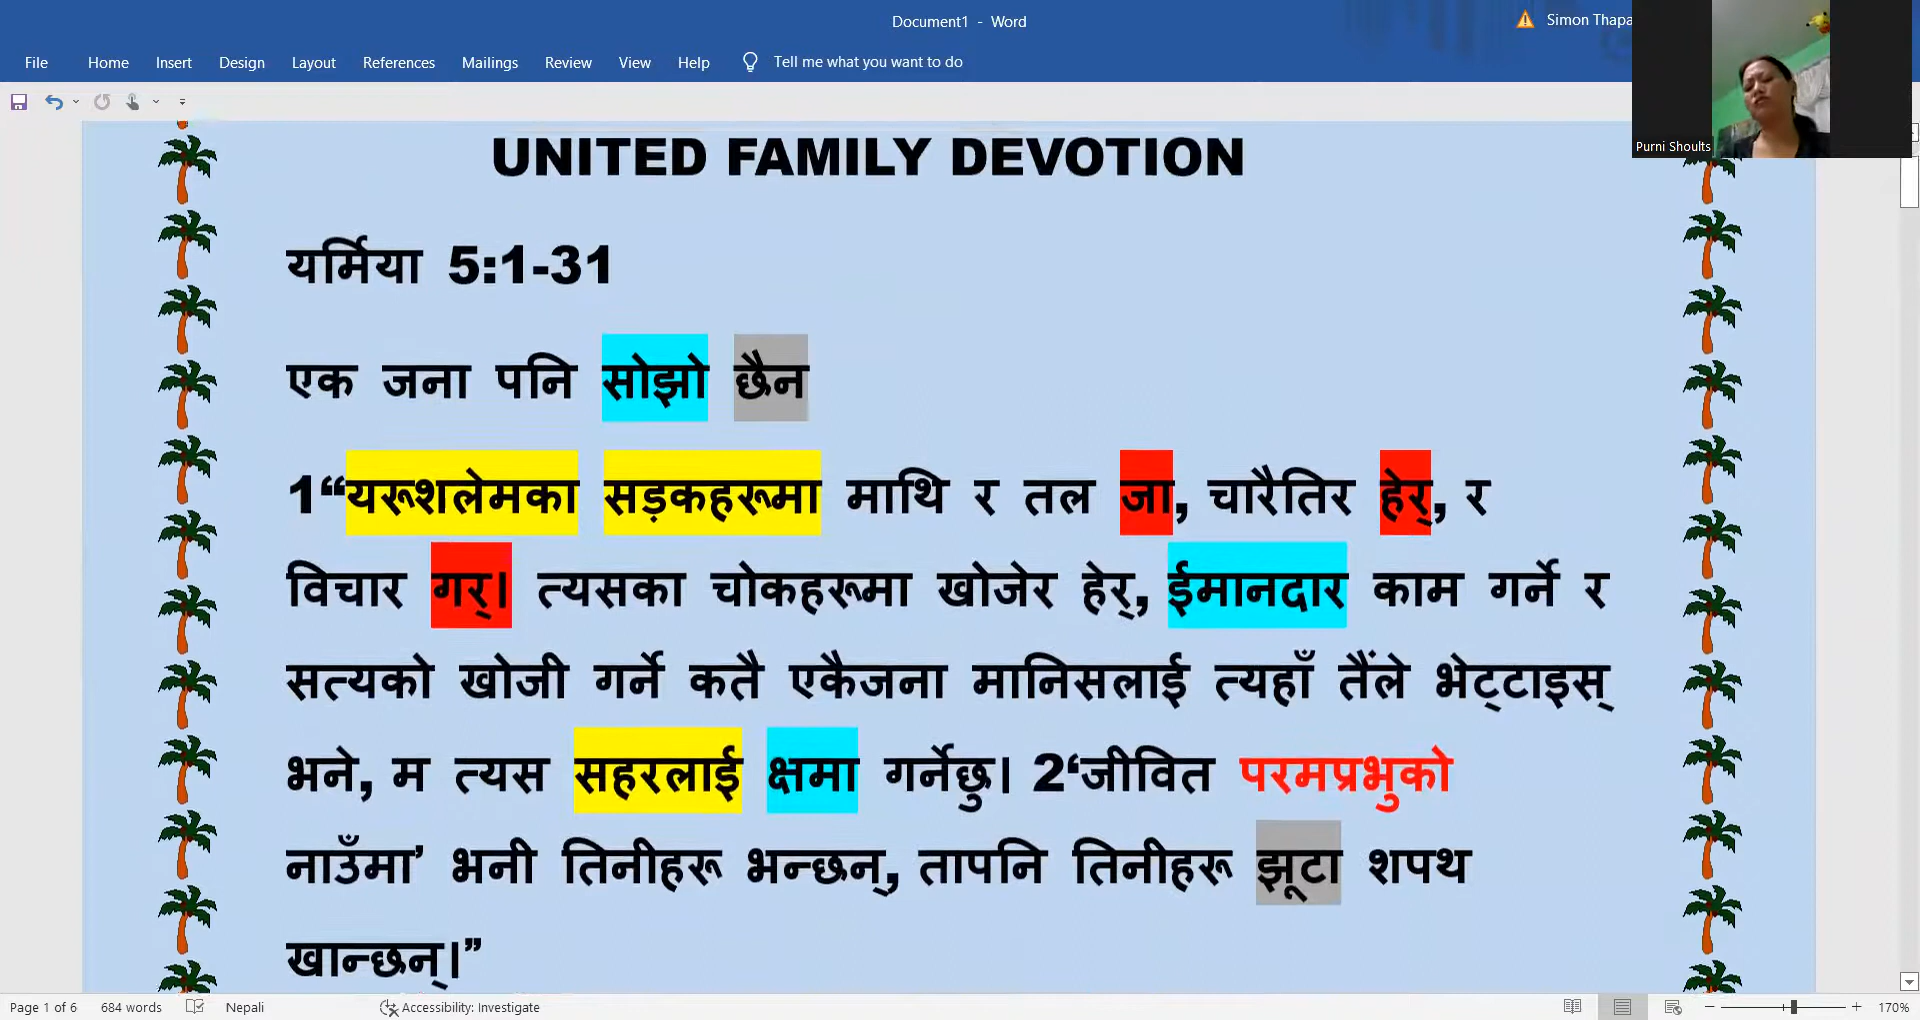 Document1 - Word
Simon Thapa
File Home Insert Design Layout References Mailings Review View Help Tell me what you want to do
Purni Shoults
UNITED FAMILY DEVOTION
यर्मिया 5:1-31
एक जना पनि सोझो छैन
1“यरूशलेमका सड़कहरूमा माथि र तल जा, चारैतिर हेर्, र
विचार गर्। त्यसका चोकहरूमा खोजेर हेर्, ईमानदार काम गर्ने र
सत्यको खोजी गर्ने कतै एकैजना मानिसलाई त्यहाँ तैंले भेट्टाइस्
भने, म त्यस सहरलाई क्षमा गर्नेछु। 2‘जीवित परमप्रभुको
नाउँमा’ भनी तिनीहरू भन्छन्, तापनि तिनीहरू झूटा शपथ
खान्छन्।”
Page 1 of 6 684 words Nepali Accessibility: Investigate 170%